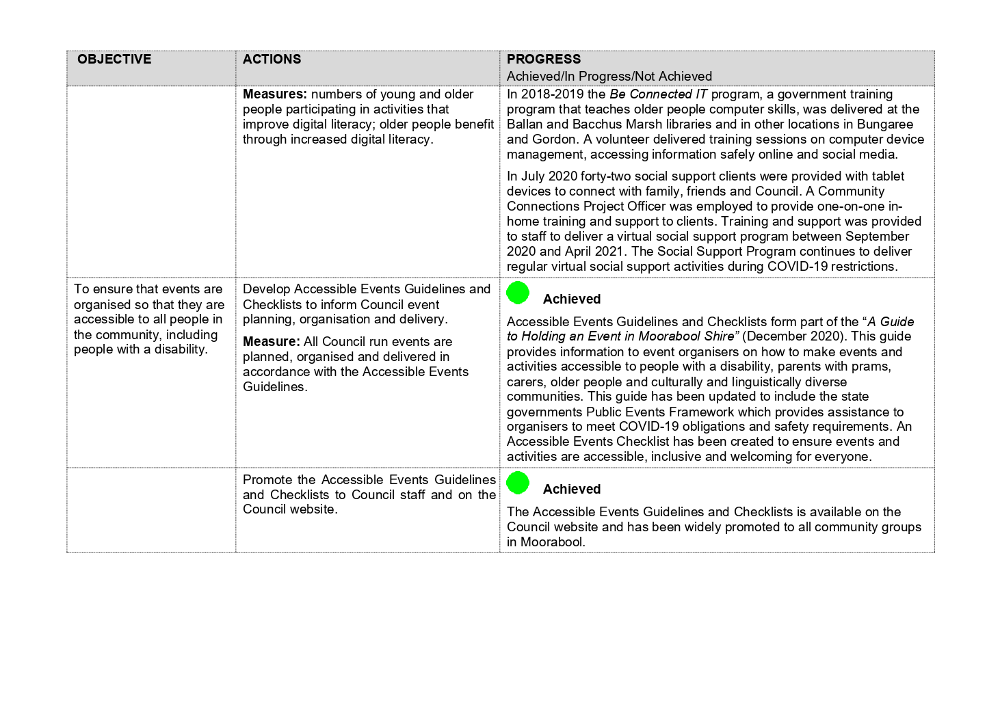 OBJECTIVE
ACTIONS
PROGRESS
Achieved/In Progress/Not Achieved
Measures: numbers of young and older
people participating in activities that
improve digital literacy; older people benefit
through increased digital literacy.
In 2018-2019 the Be Connected IT program, a government training
program that teaches older people computer skills, was delivered at the
Ballan and Bacchus Marsh libraries and in other locations in Bungaree
and Gordon. A volunteer delivered training sessions on computer device
management, accessing information safely online and social media.
In July 2020 forty-two social support clients were provided with tablet
devices to connect with family, friends and Council. A Community
Connections Project Officer was employed to provide one-on-one in-
home training and support to clients. Training and support was provided
to staff to deliver a virtual social support program between September
2020 and April 2021. The Social Support Program continues to deliver
regular virtual social support activities during COVID-19 restrictions.
To ensure that events are
organised so that they are
accessible to all people in
the community, including
people with a disability.
Develop Accessible Events Guidelines and
Checklists to inform Council event
planning, organisation and delivery.
Measure: All Council run events are
planned, organised and delivered in
accordance with the Accessible Events
Guidelines.
Achieved
Accessible Events Guidelines and Checklists form part of the “A Guide
to Holding an Event in Moorabool Shire” (December 2020). This guide
provides information to event organisers on how to make events and
activities accessible to people with a disability, parents with prams,
carers, older people and culturally and linguistically diverse
communities. This guide has been updated to include the state
governments Public Events Framework which provides assistance to
organisers to meet COVID-19 obligations and safety requirements. An
Accessible Events Checklist has been created to ensure events and
activities are accessible, inclusive and welcoming for everyone.
Promote the Accessible Events Guidelines
and Checklists to Council staff and on the
Council website.
Achieved
The Accessible Events Guidelines and Checklists is available on the
Council website and has been widely promoted to all community groups
in Moorabool.